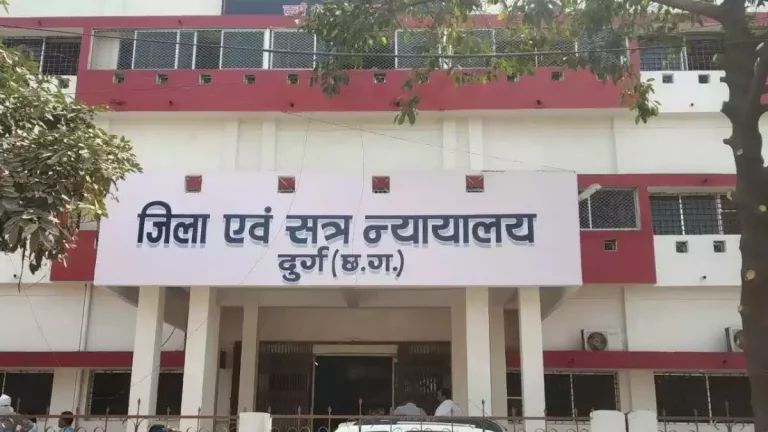 जिला एवं सत्र न्यायालय
दुर्ग (छ.ग.)